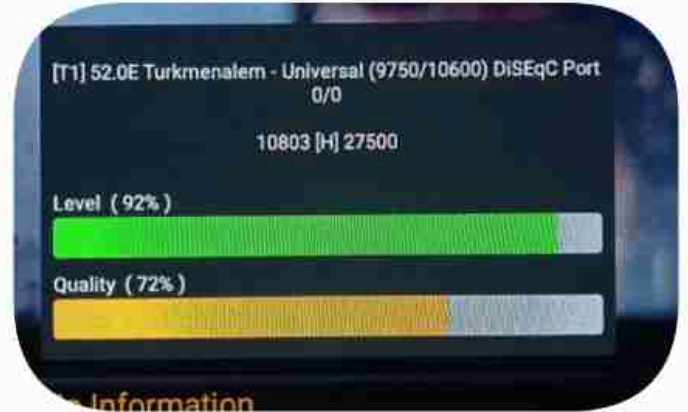 [T1] 52.0E Turkmenalem - Universal (9750/10600) DiSEqC Port
0/0
10803 [H] 27500
Level ( 92% )
Quality ( 72% )
Information